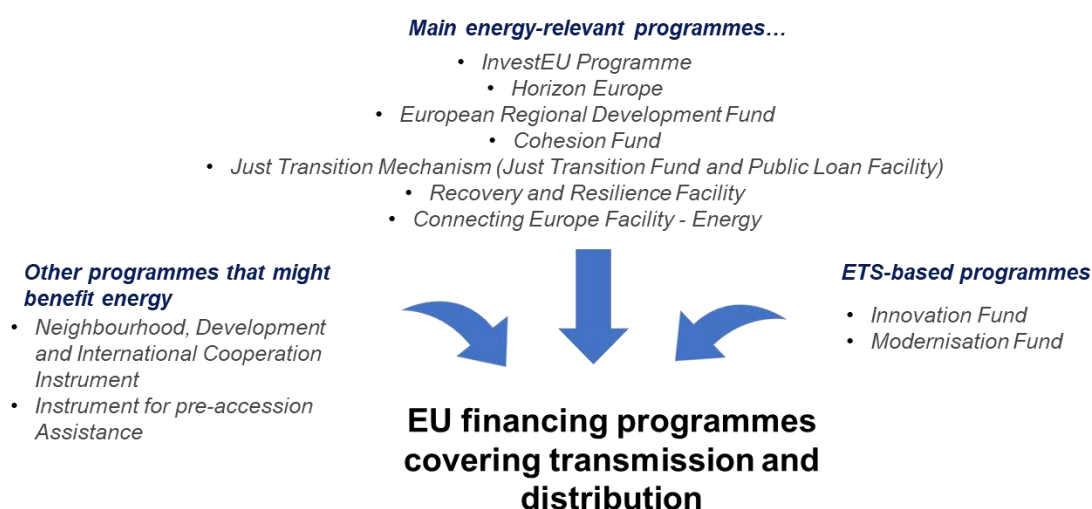 Main energy-relevant programmes…
• InvestEU Programme
• Horizon Europe
• European Regional Development Fund
• Cohesion Fund
• Just Transition Mechanism (Just Transition Fund and Public Loan Facility)
• Recovery and Resilience Facility
• Connecting Europe Facility - Energy
Other programmes that might
benefit energy
• Neighbourhood, Development
and International Cooperation
Instrument
• Instrument for pre-accession
Assistance
ETS-based programmes
• Innovation Fund
• Modernisation Fund
EU financing programmes
covering transmission and
distribution